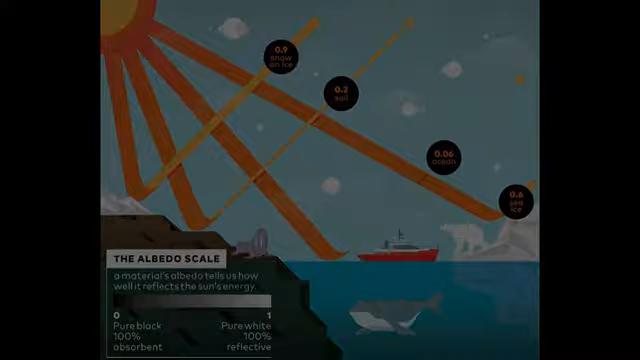 0.9
snow
on ice
0.2
soil
0.06
ocean
0.6
sea
ice
THE ALBEDO SCALE
a material's albedo tells us how
well it reflects the sun's energy.
0 1
Pure black Pure white
100% 100%
absorbent reflective